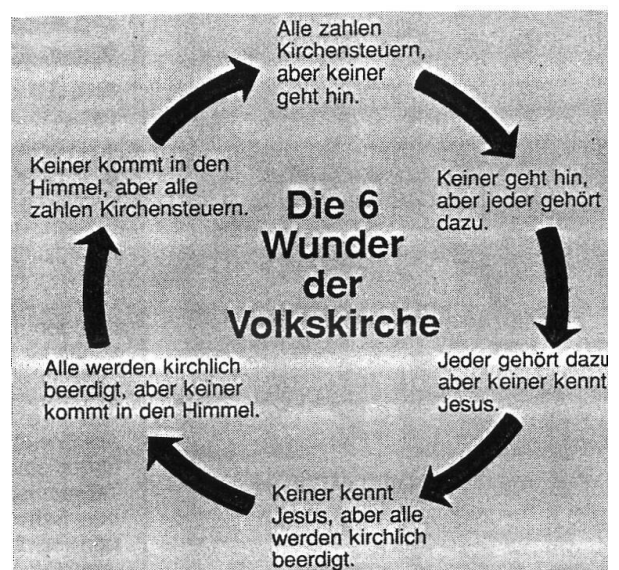 Alle zahlen
Kirchensteuern,
aber keiner
geht hin.
Keiner geht hin,
aber jeder gehört
dazu.
Jeder gehört dazu
aber keiner kennt
Jesus.
Keiner kennt
Jesus, aber alle
werden kirchlich
beerdigt.
Alle werden kirchlich
beerdigt, aber keiner
kommt in den Himmel.
Keiner kommt in den
Himmel, aber alle
zahlen Kirchensteuern.
Die 6
Wunder
der
Volkskirche